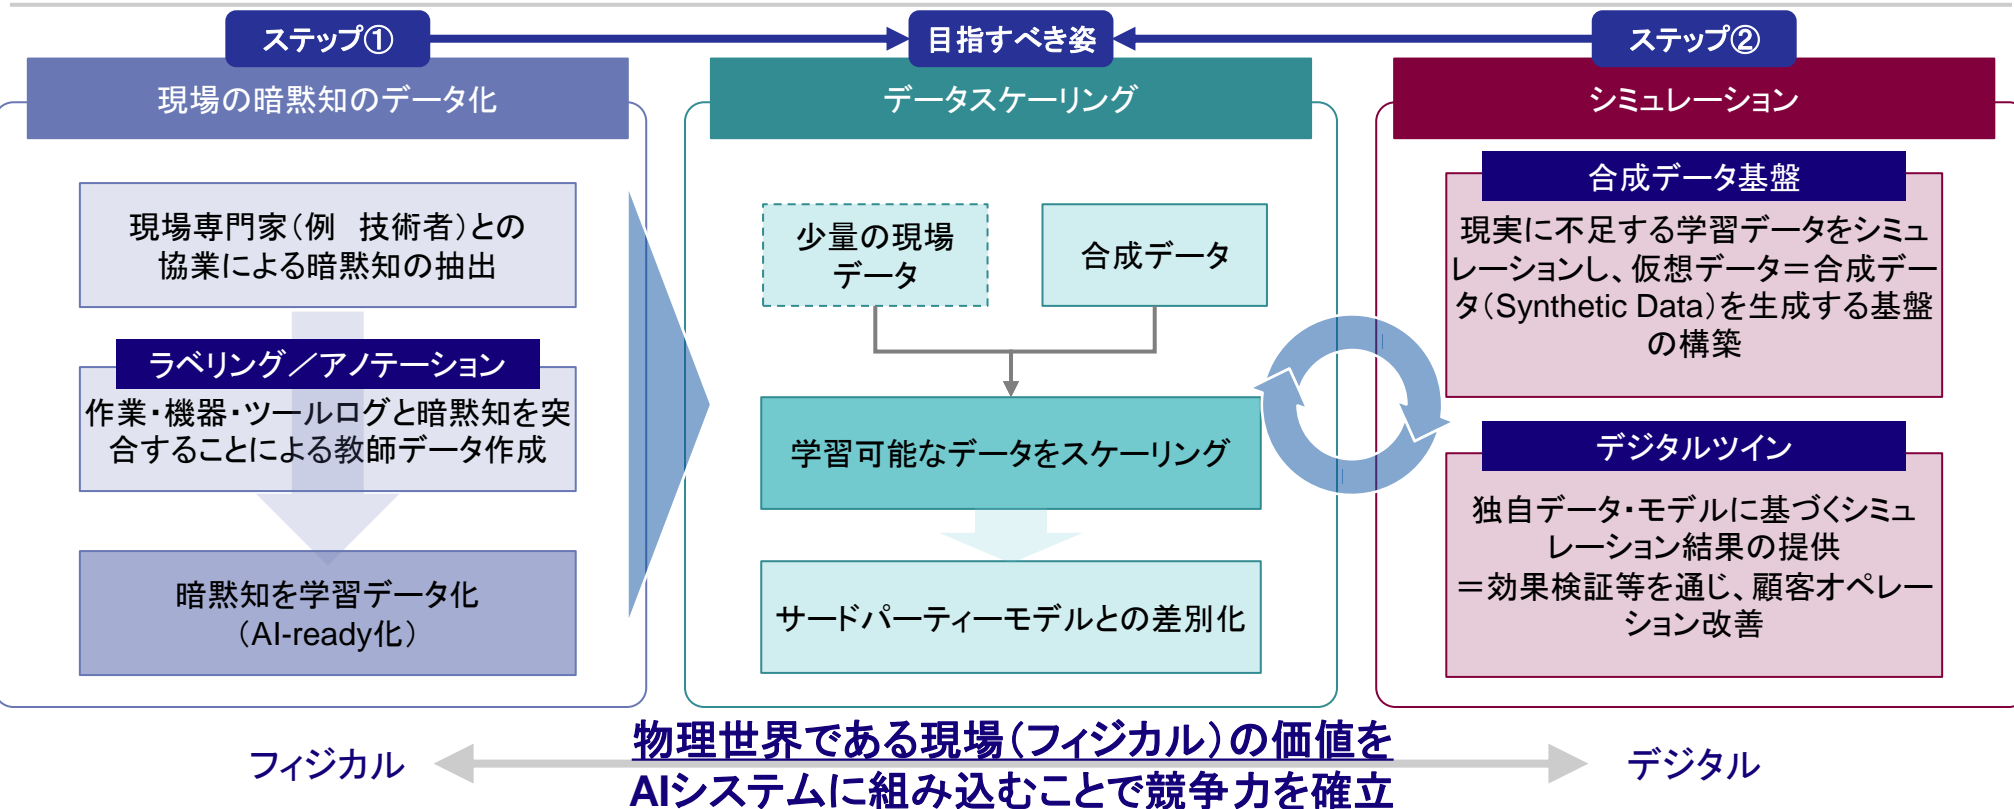 ステップ①
目指すべき姿
ステップ②
現場の暗黙知のデータ化
現場専門家（例　技術者）との
協業による暗黙知の抽出
ラベリング／アノテーション
作業・機器・ツールログと暗黙知を突
合することによる教師データ作成
暗黙知を学習データ化
（AI-ready化）
データスケーリング
少量の現場
データ
合成データ
学習可能なデータをスケーリング
サードパーティーモデルとの差別化
シミュレーション
合成データ基盤
現実に不足する学習データをシミュ
レーションし、仮想データ＝合成デー
タ（Synthetic Data）を生成する基盤
の構築
デジタルツイン
独自データ・モデルに基づくシミュ
レーション結果の提供
＝効果検証等を通じ、顧客オペレー
ション改善
フィジカル
物理世界である現場（フィジカル）の価値を
AIシステムに組み込むことで競争力を確立
デジタル